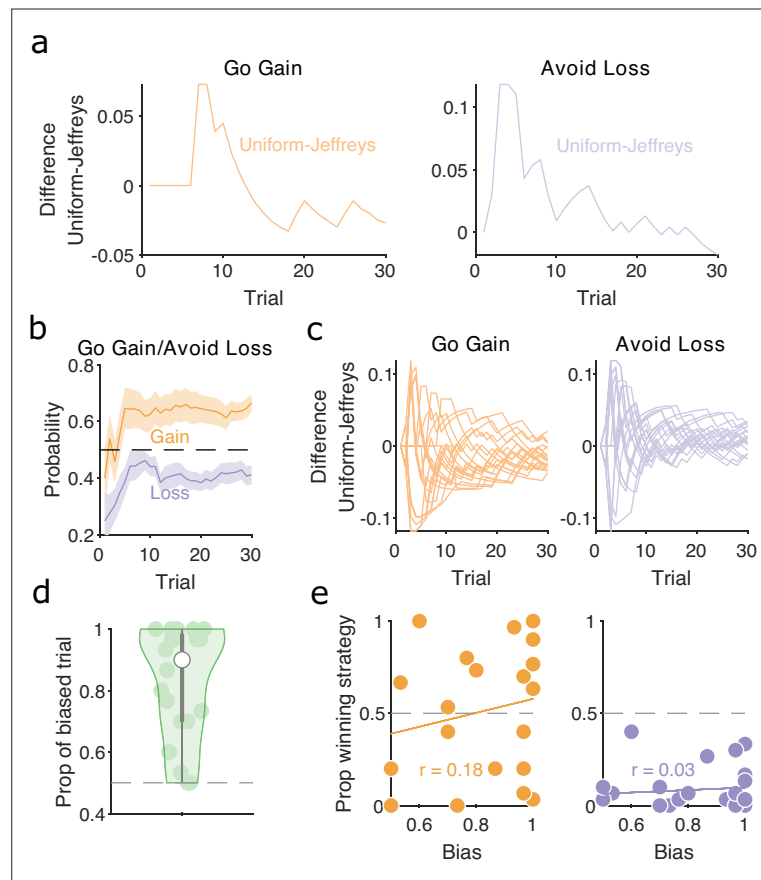 a
Go Gain
Avoid Loss
Difference
Uniform-Jeffreys
0.05
0
-0.05
Uniform-Jeffreys
0 10 20 30
Trial
0.1
0.05
0
Uniform-Jeffreys
0 10 20 30
Trial
b
Go Gain/Avoid Loss
Probability
0.8
0.6
0.4
0.2
Gain
Loss
0 10 20 30
Trial
c
Go Gain
Avoid Loss
Difference
Uniform-Jeffreys
0.1
0
-0.1
0 10 20 30
Trial
0.1
0
-0.1
0 10 20 30
Trial
d
Prop of biased trial
1
0.8
0.6
0.4
e
Prop winning strategy
1
0.5
0
r = 0.18
0.6 0.8 1
Bias
1
0.5
0
r = 0.03
0.6 0.8 1
Bias